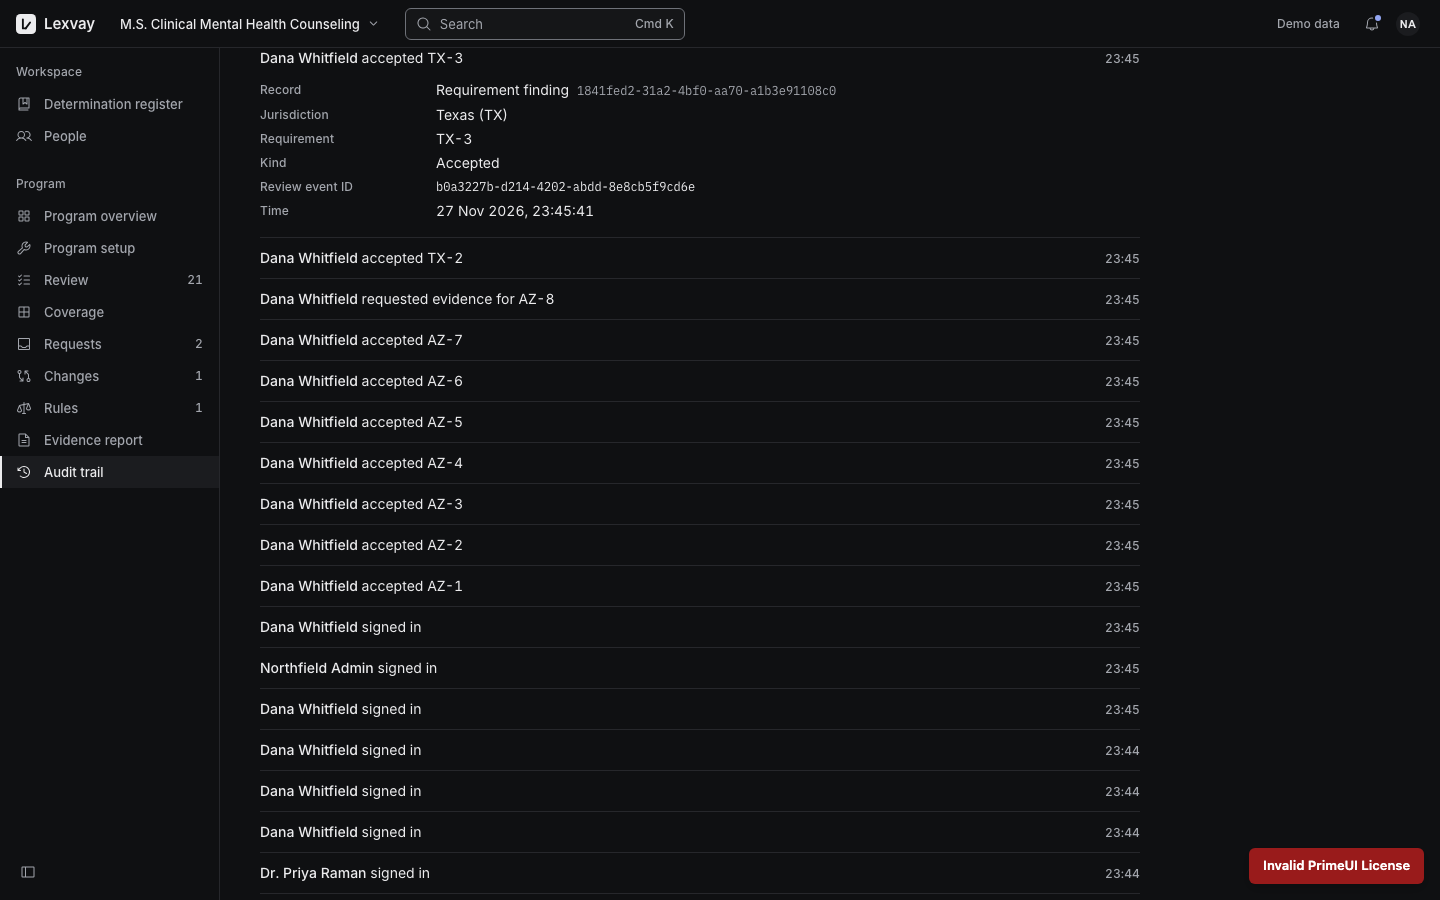 Lexvay
M.S. Clinical Mental Health Counseling
Search
Cmd K
Demo data
NA
Workspace
Determination register
People
Program
Program overview
Program setup
Review 21
Coverage
Requests 2
Changes 1
Rules 1
Evidence report
Audit trail
Dana Whitfield accepted TX-3 23:45
Record Requirement finding 1841fed2-31a2-4bf0-aa70-a1b3e91108c0
Jurisdiction Texas (TX)
Requirement TX-3
Kind Accepted
Review event ID b0a3227b-d214-4202-abdd-8e8cb5f9cd6e
Time 27 Nov 2026, 23:45:41
Dana Whitfield accepted TX-2 23:45
Dana Whitfield requested evidence for AZ-8 23:45
Dana Whitfield accepted AZ-7 23:45
Dana Whitfield accepted AZ-6 23:45
Dana Whitfield accepted AZ-5 23:45
Dana Whitfield accepted AZ-4 23:45
Dana Whitfield accepted AZ-3 23:45
Dana Whitfield accepted AZ-2 23:45
Dana Whitfield accepted AZ-1 23:45
Dana Whitfield signed in 23:45
Northfield Admin signed in 23:45
Dana Whitfield signed in 23:45
Dana Whitfield signed in 23:44
Dana Whitfield signed in 23:44
Dana Whitfield signed in 23:44
Dr. Priya Raman signed in 23:44
Invalid PrimeUI License